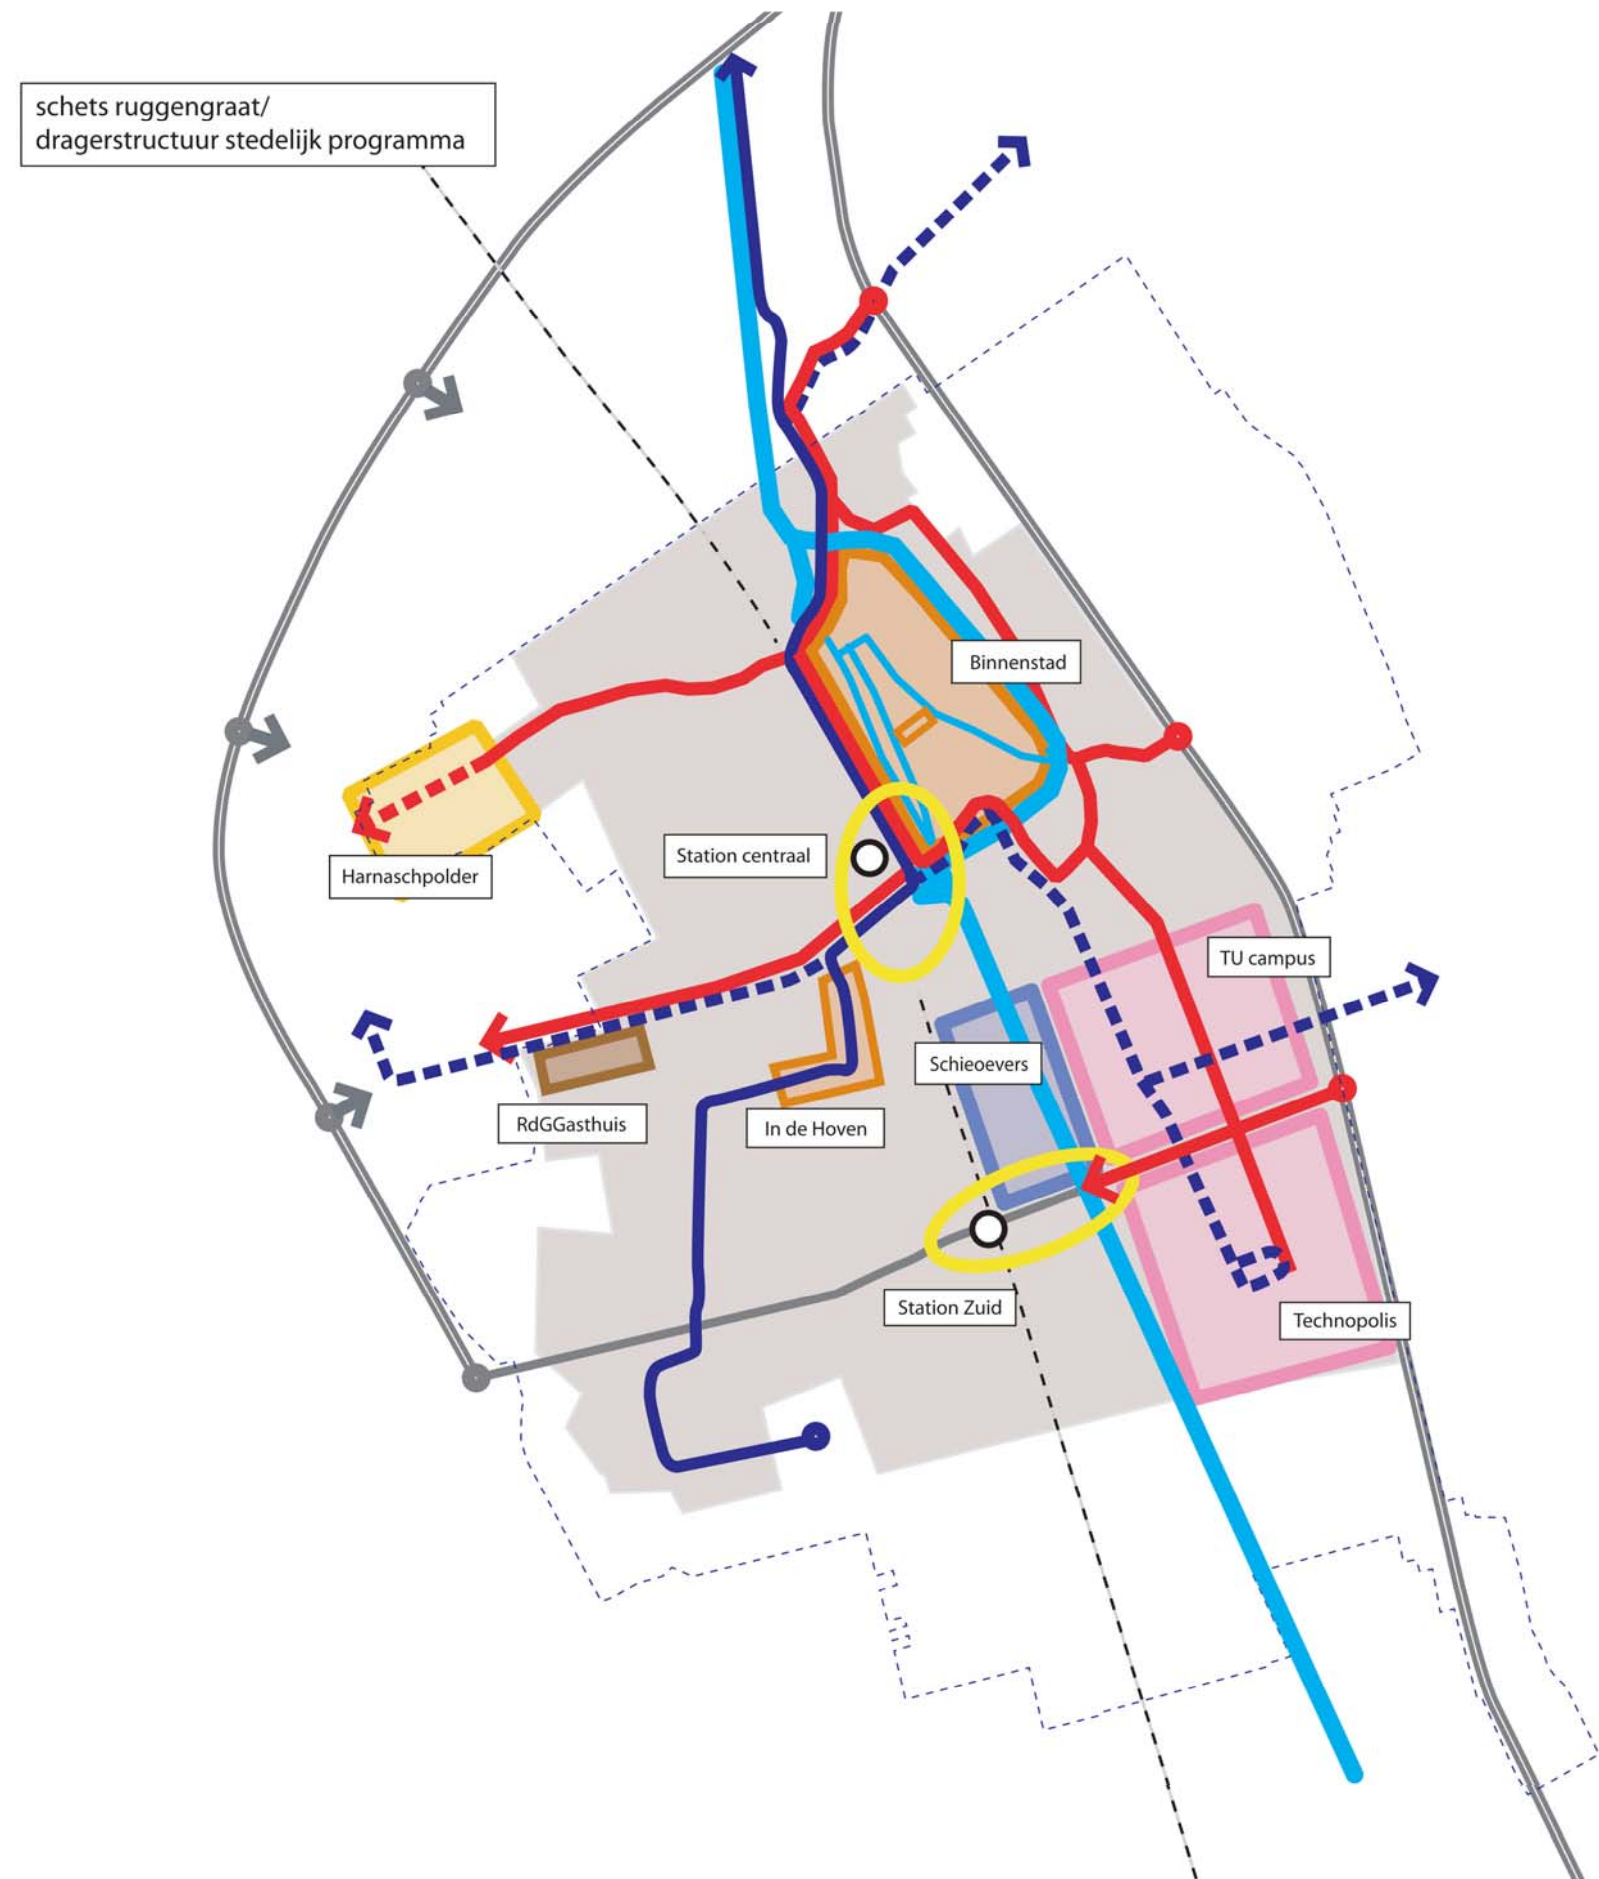 schets ruggengraat/
dragerstructuur stedelijk programma
Binnenstad
Station centraal
Harnaschpolder
TU campus
Schieoevers
RdGGasthuis
In de Hoven
Station Zuid
Technopolis